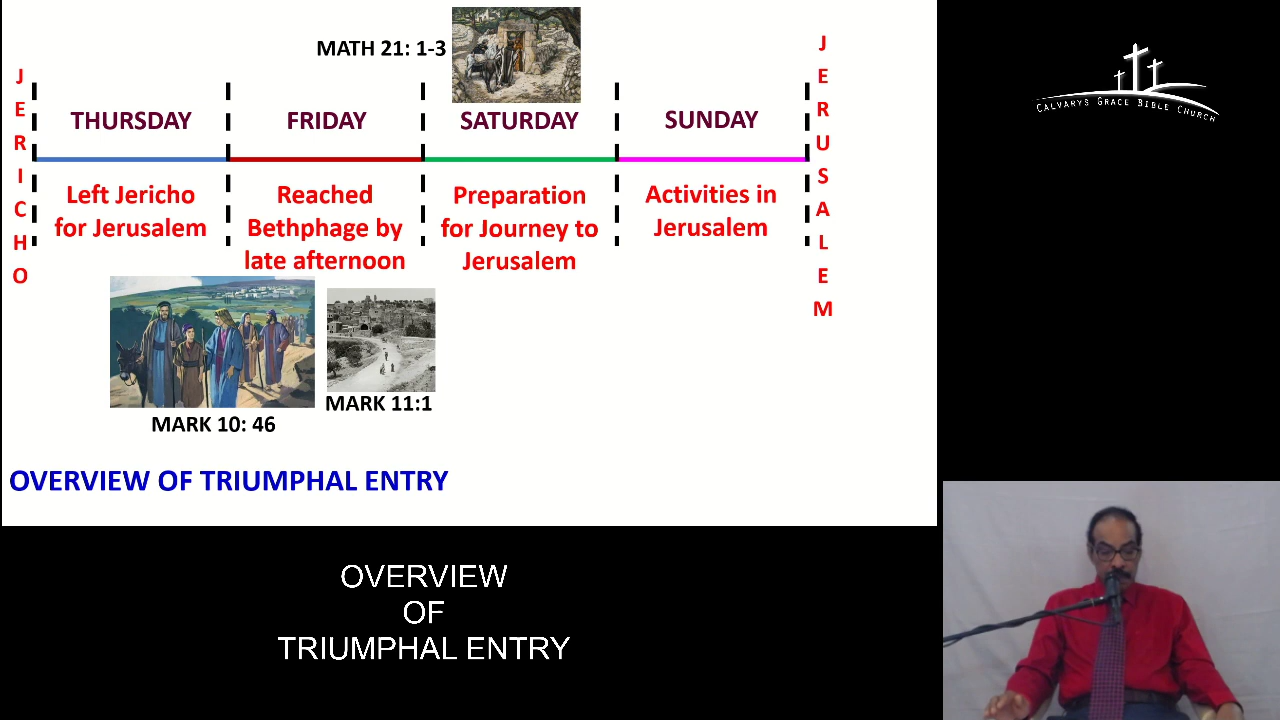 MATH 21: 1-3
JERICHO
THURSDAY
FRIDAY
SATURDAY
SUNDAY
JERUSALEM
Left Jericho
for Jerusalem
Reached
Bethphage by
late afternoon
Preparation
for Journey to
Jerusalem
Activities in
Jerusalem
MARK 10: 46
MARK 11:1
OVERVIEW OF TRIUMPHAL ENTRY
OVERVIEW
OF
TRIUMPHAL ENTRY
CALVARYS GRACE BIBLE CHURCH